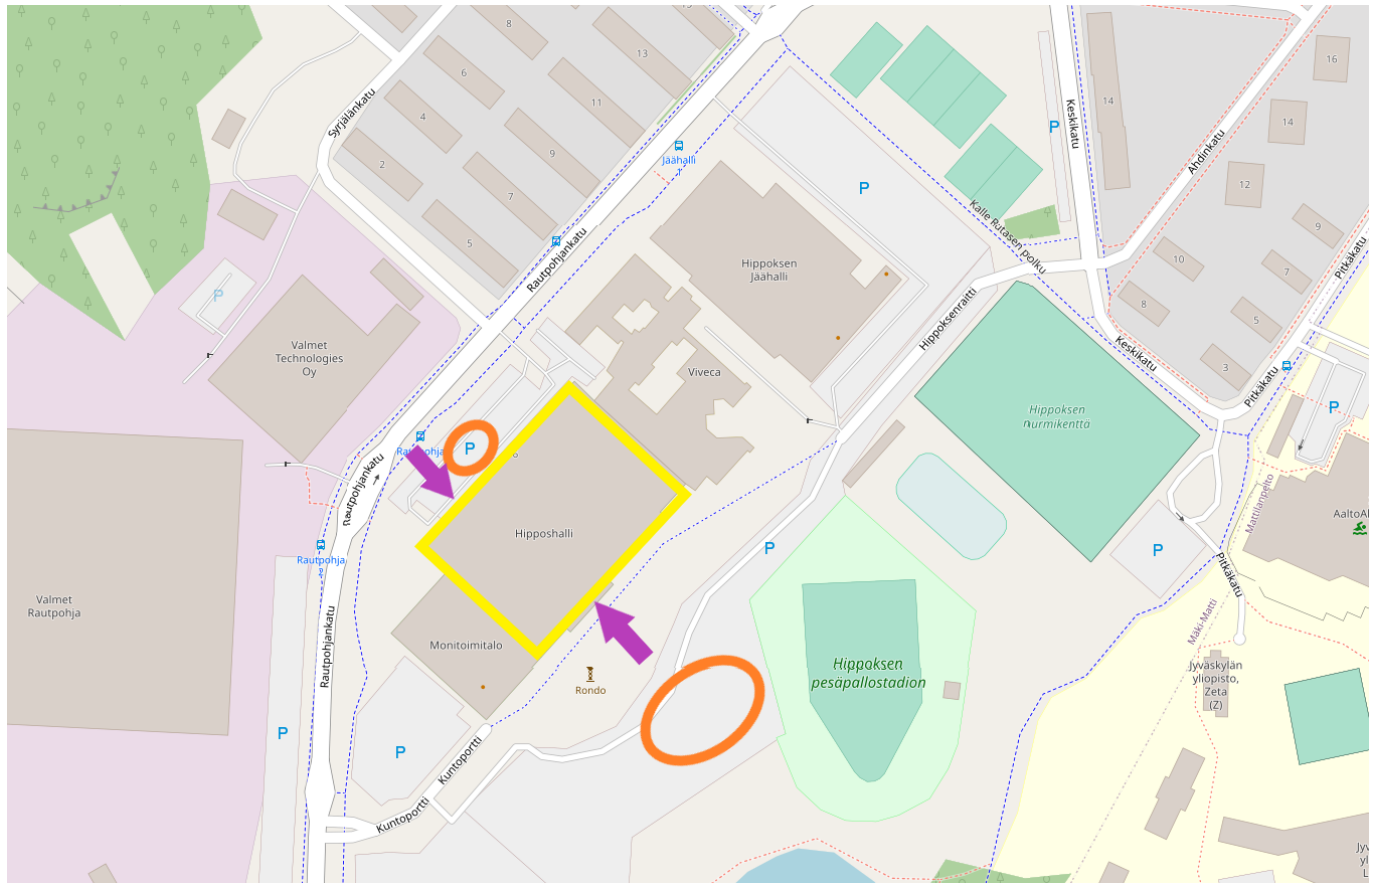 8
13
6
11
4
9
2
7
5
Syrjälänkatu
Jäähalli
Rautpohjankatu
P
P
Keskikatu
14
16
14
12
Ahdinkatu
9
10
7
8
5
3
Kalle Rutasen polku
Hippoksenraitti
Keskikatu
Pitkäkatu
Pitkäkatu
P
P
Valmet
Technologies
Oy
Hippoksen
Jäähalli
Viveca
Hippoksen
nurmikenttä
P
Rautpohja
Rautpohjankatu
Hipposhalli
P
P
Mattilanpelto
AaltoAl
Pitkäkatu
Rautpohja
Valmet
Rautpohja
Rautpohjankatu
Monitoimitalo
Rondo
Hippoksen
pesäpallostadion
Mäki-Matti
Jyväskylän
yliopisto,
Zeta
(Z)
P
P
Kuntoportti
Kuntoportti
Jy
yl
L